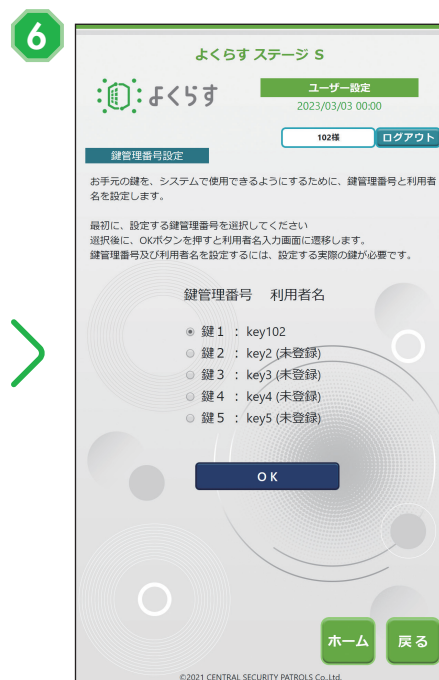 6
よくらす ステージ S
よくらす
ユーザー設定
2023/03/03 00:00
102様
ログアウト
鍵管理番号設定
お手元の鍵を、システムで使用できるようにするために、鍵管理番号と利用者
名を設定します。
最初に、設定する鍵管理番号を選択してください
選択後に、OKボタンを押すと利用者名入力画面に遷移します。
鍵管理番号及び利用者名を設定するには、設定する実際の鍵が必要です。
鍵管理番号 利用者名
鍵1 : key102
鍵2 : key2 (未登録)
鍵3 : key3 (未登録)
鍵4 : key4 (未登録)
鍵5 : key5 (未登録)
OK
ホーム
戻る
©2021 CENTRAL SECURITY PATROLS Co.,Ltd.